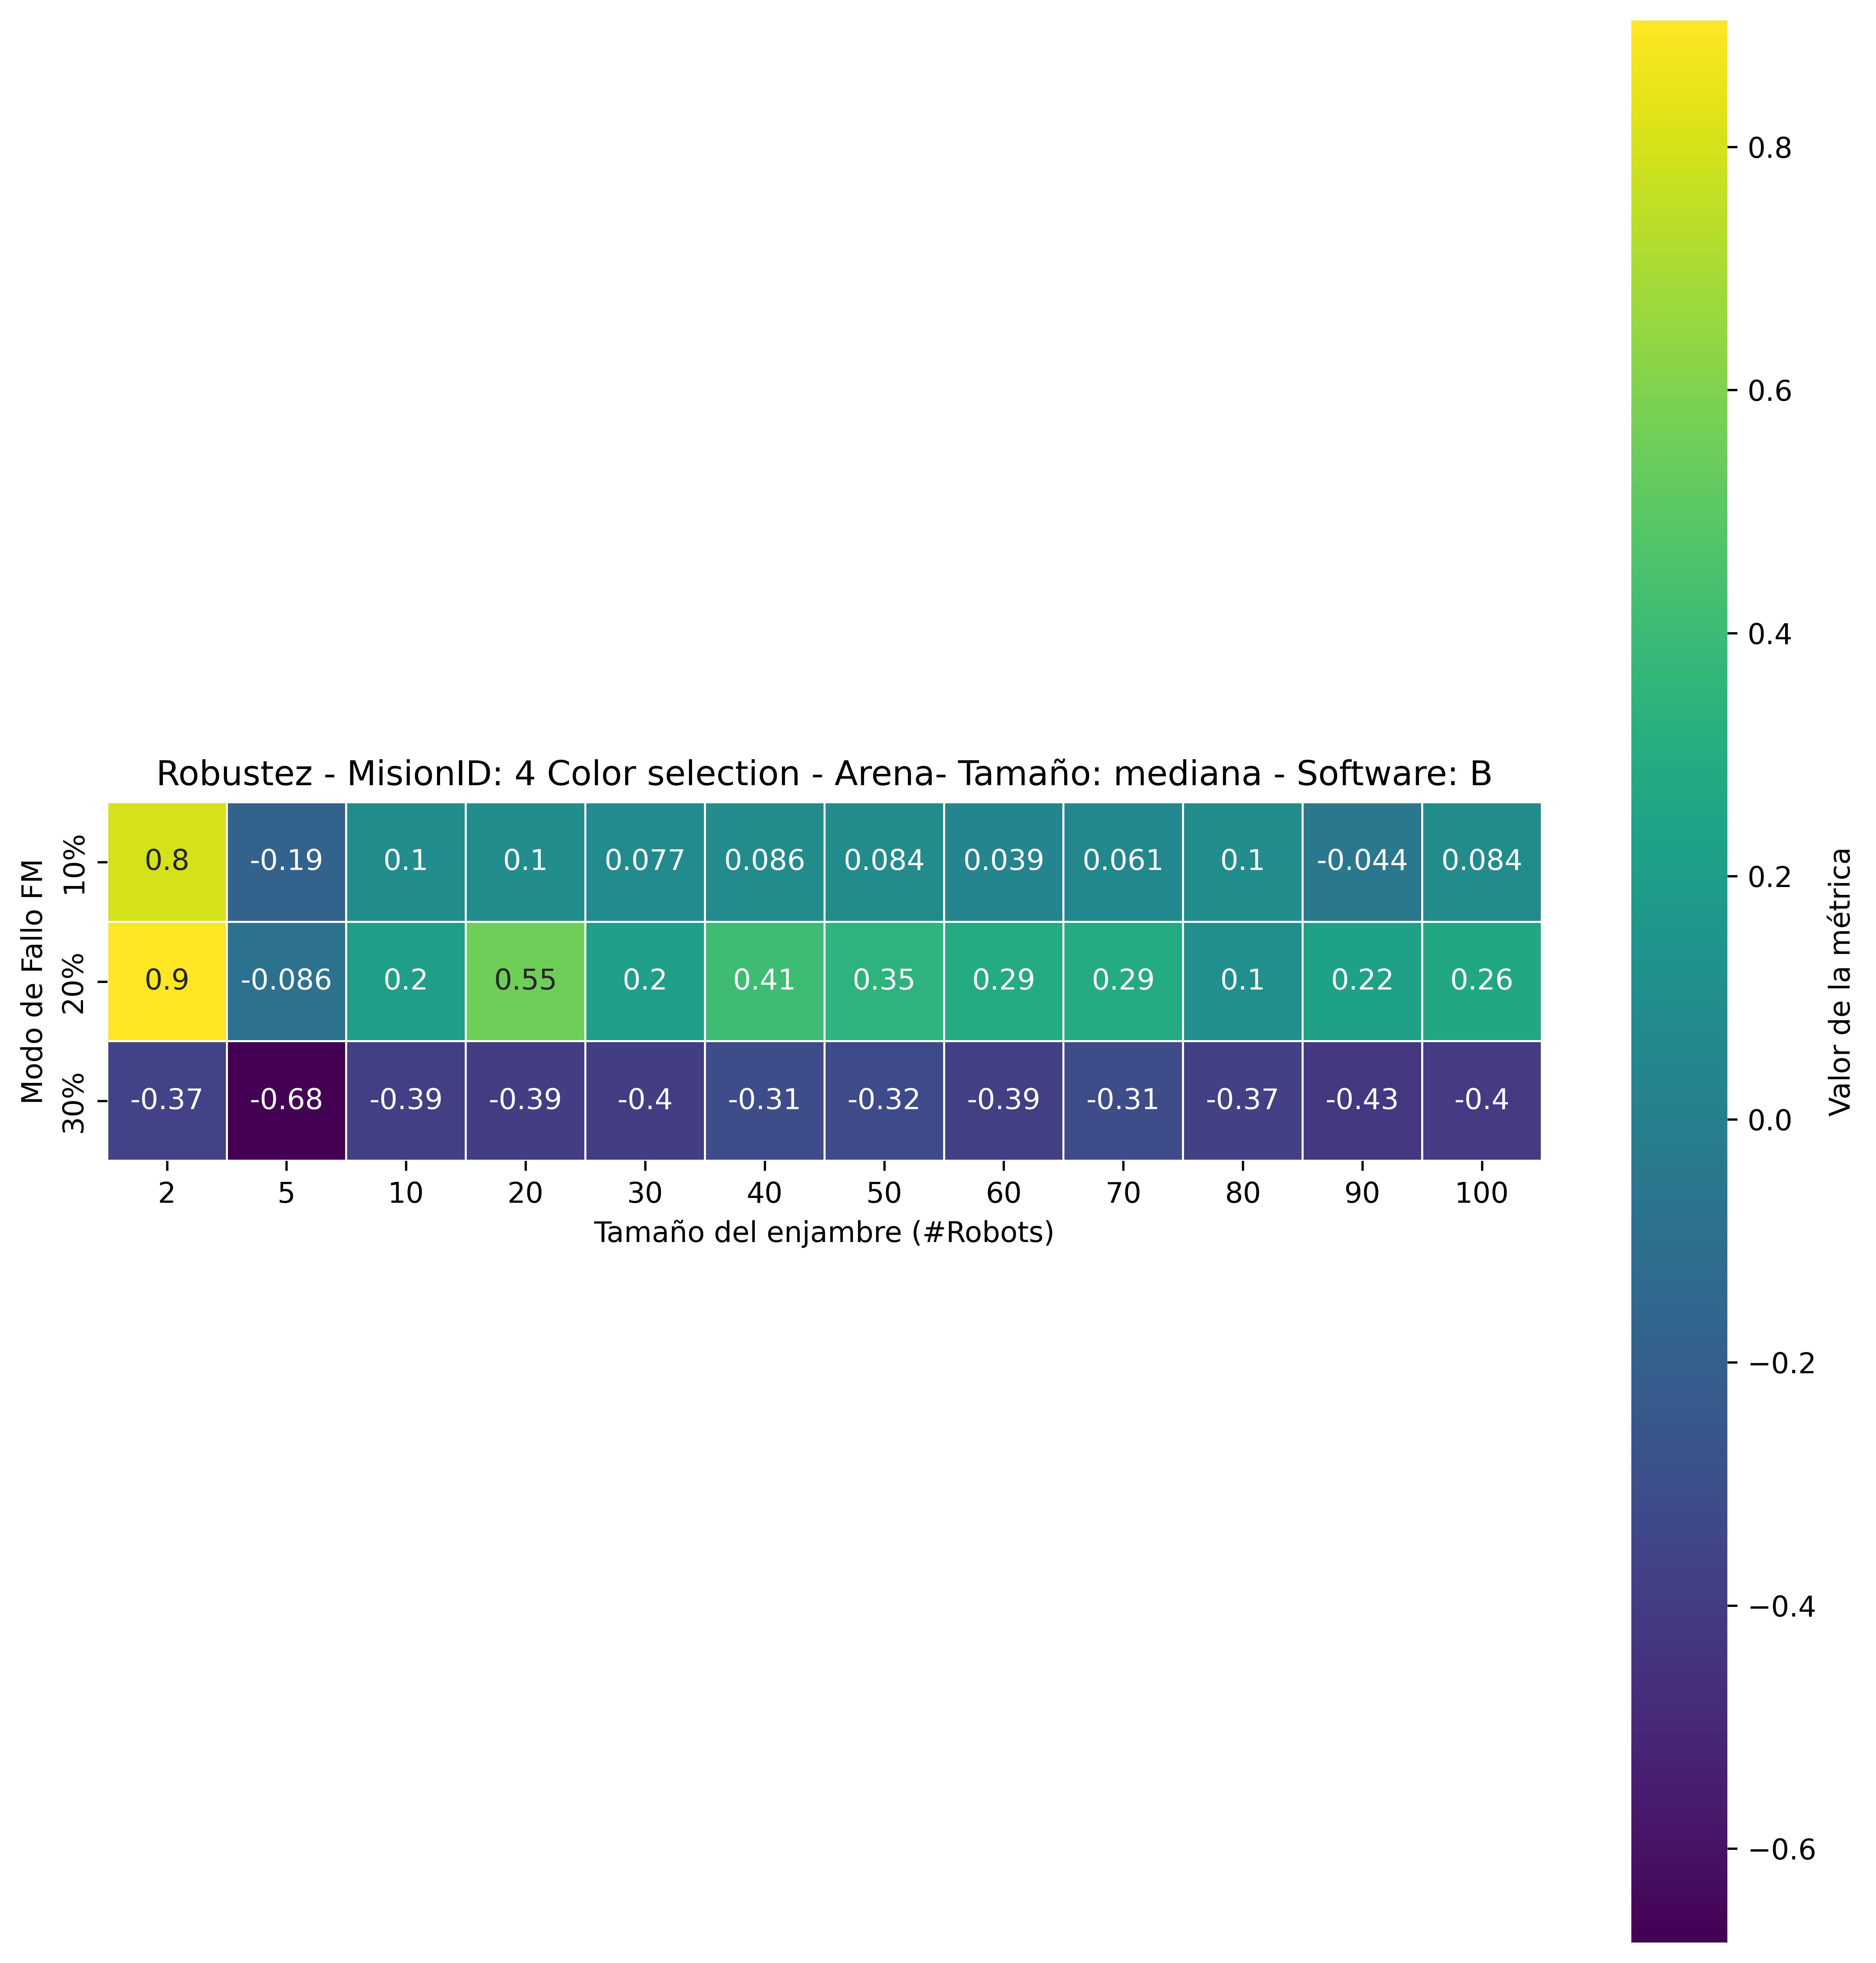 Robustez - MisionID: 4 Color selection - Arena- Tamaño: mediana - Software: B
Modo de Fallo FM
10%
0.8 -0.19 0.1 0.1 0.077 0.086 0.084 0.039 0.061 0.1 -0.044 0.084
20%
0.9 -0.086 0.2 0.55 0.2 0.41 0.35 0.29 0.29 0.1 0.22 0.26
30%
-0.37 -0.68 -0.39 -0.39 -0.4 -0.31 -0.32 -0.39 -0.31 -0.37 -0.43 -0.4
2 5 10 20 30 40 50 60 70 80 90 100
Tamaño del enjambre (#Robots)
0.8
0.6
0.4
0.2
0.0
−0.2
−0.4
−0.6
Valor de la métrica